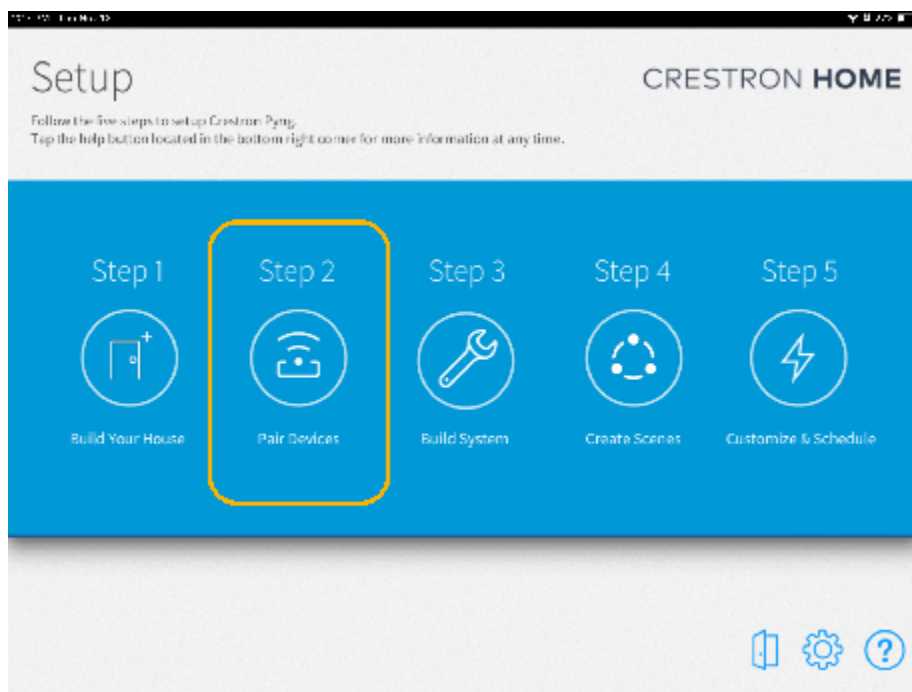 Setup
CRESTRON HOME
Follow the five steps to setup Crestron Pyng.
Tap the help button located in the bottom right corner for more information at any time.
Step 1
Step 2
Step 3
Step 4
Step 5
Build Your House
Pair Devices
Build System
Create Scenes
Customize & Schedule
?